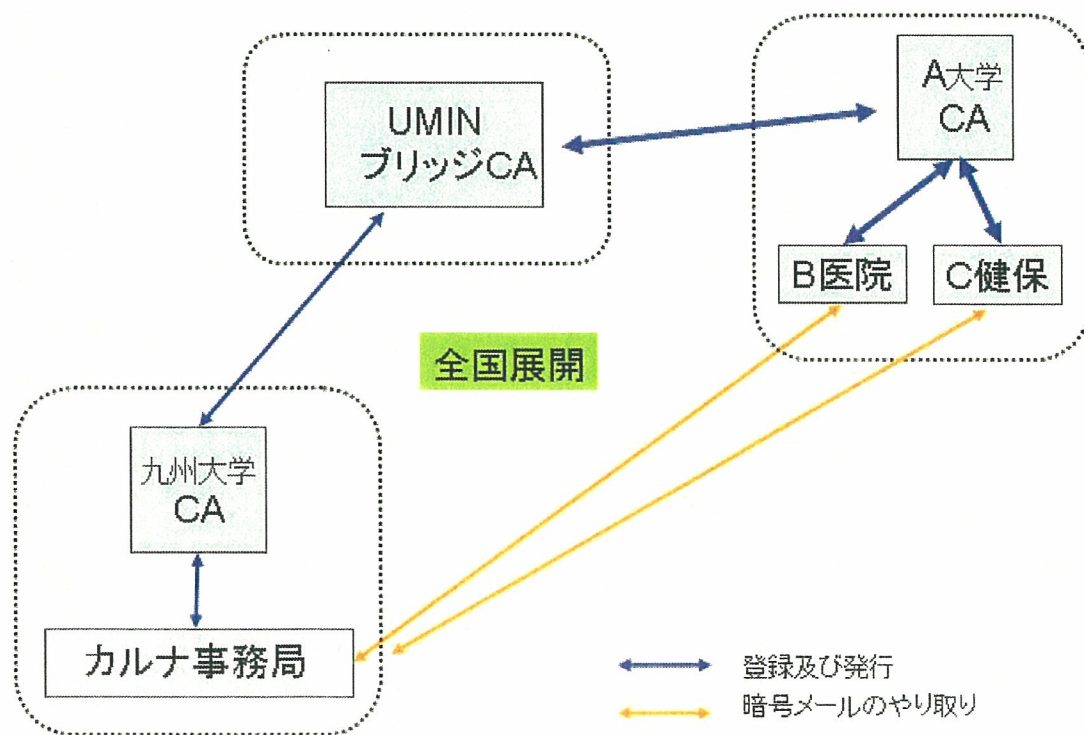 UMIN
ブリッジCA
A大学
CA
B医院
C健保
全国展開
九州大学
CA
カルナ事務局
登録及び発行
暗号メールのやり取り